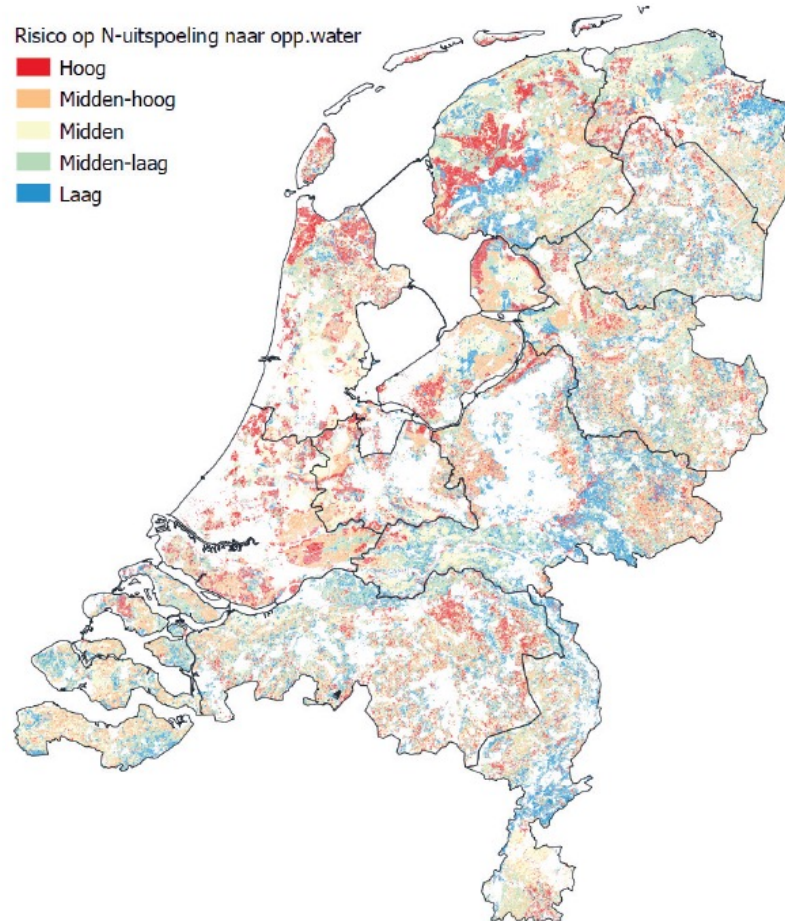 Risico op N-uitspoeling naar opp.water
Hoog
Midden-hoog
Midden
Midden-laag
Laag